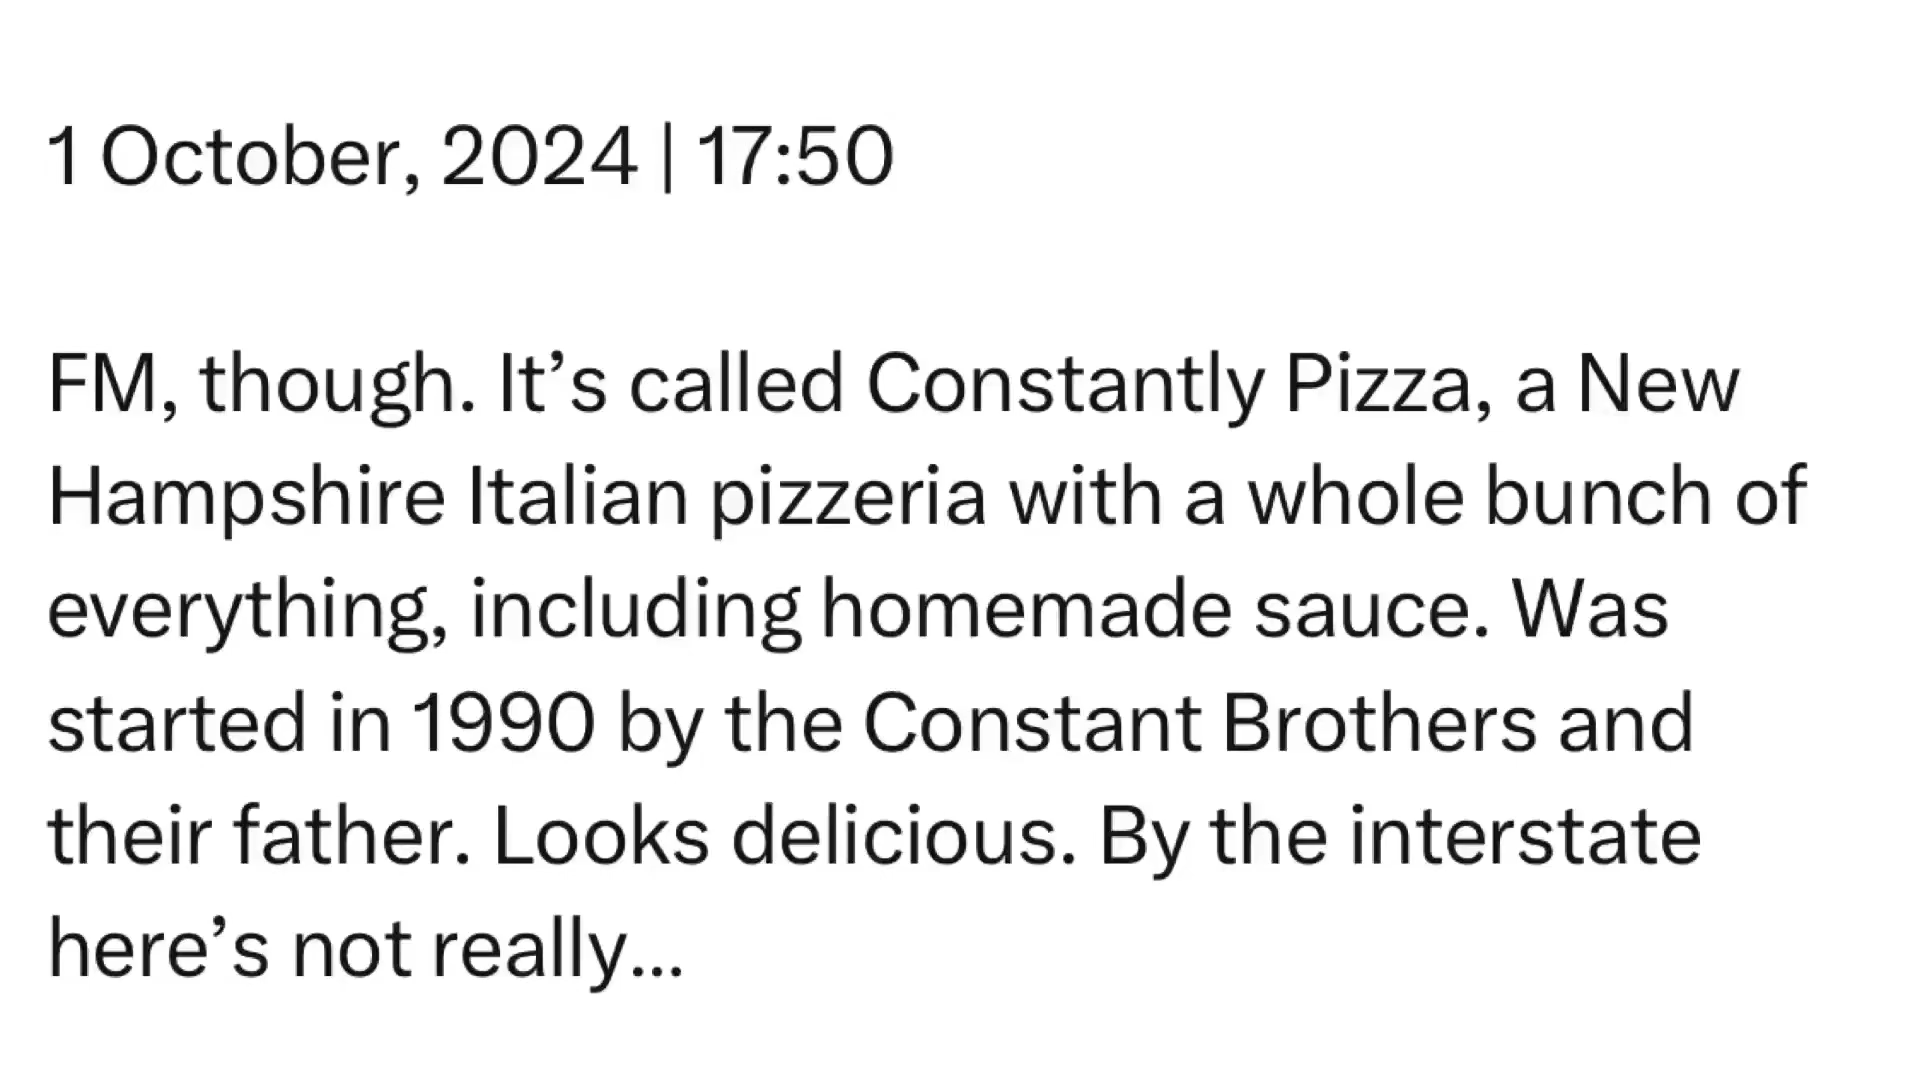 1 October, 2024 | 17:50
FM, though. It’s called Constantly Pizza, a New
Hampshire Italian pizzeria with a whole bunch of
everything, including homemade sauce. Was
started in 1990 by the Constant Brothers and
their father. Looks delicious. By the interstate
here’s not really...